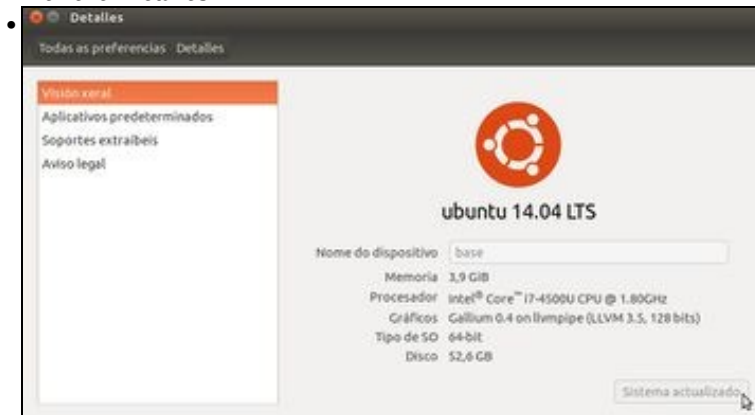 Detalles
Todas as preferencias Detalles
Visión xeral
Aplicativos predeterminados
Soportes extraíbeis
Aviso legal
ubuntu 14.04 LTS
Nome do dispositivo base
Memoria 3,9 GiB
Procesador Intel® Core™ i7-4500U CPU @ 1.80GHz
Gráficos Gallium 0.4 on llvmpipe (LLVM 3.5, 128 bits)
Tipo de SO 64-bit
Disco 52,6 GB
Sistema actualizado